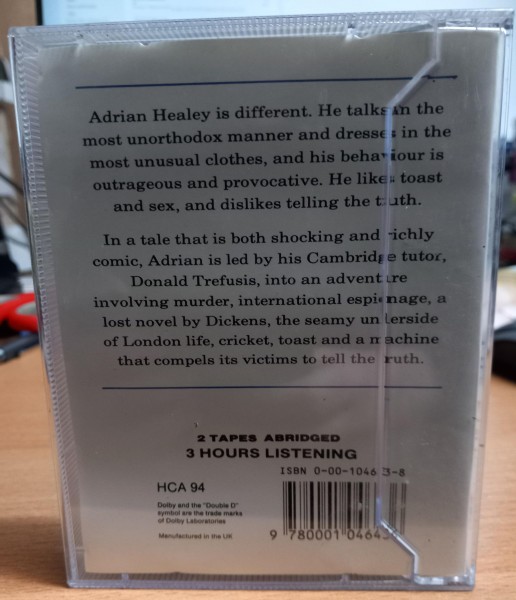 Adrian Healey is different. He talks in the
most unorthodox manner and dresses in the
most unusual clothes, and his behaviour is
outrageous and provocative. He likes toast
and sex, and dislikes telling the truth.
In a tale that is both shocking and richly
comic, Adrian is led by his Cambridge tutor,
Donald Trefusis, into an adventure
involving murder, international espionage, a
lost novel by Dickens, the seamy underside
of London life, cricket, toast and a machine
that compels its victims to tell the truth.
2 TAPES ABRIDGED
3 HOURS LISTENING
ISBN
HCA 94
Dolby and the "Double D"
symbol are the trade marks
of Dolby Laboratories
Manufactured in the UK
9 780001